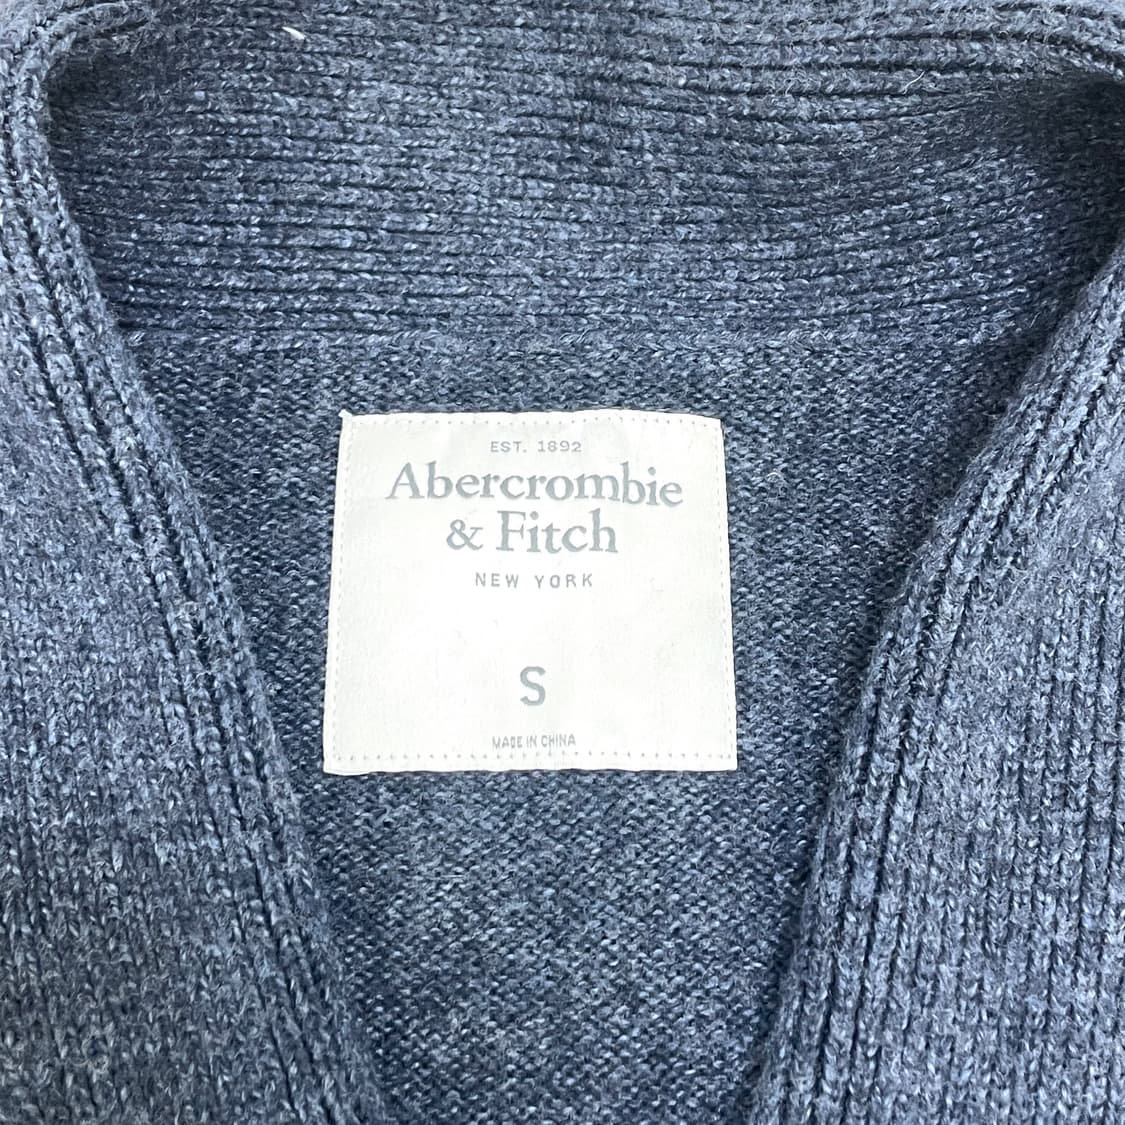 EST. 1892
Abercrombie
& Fitch
NEW YORK
S
MADE IN CHINA